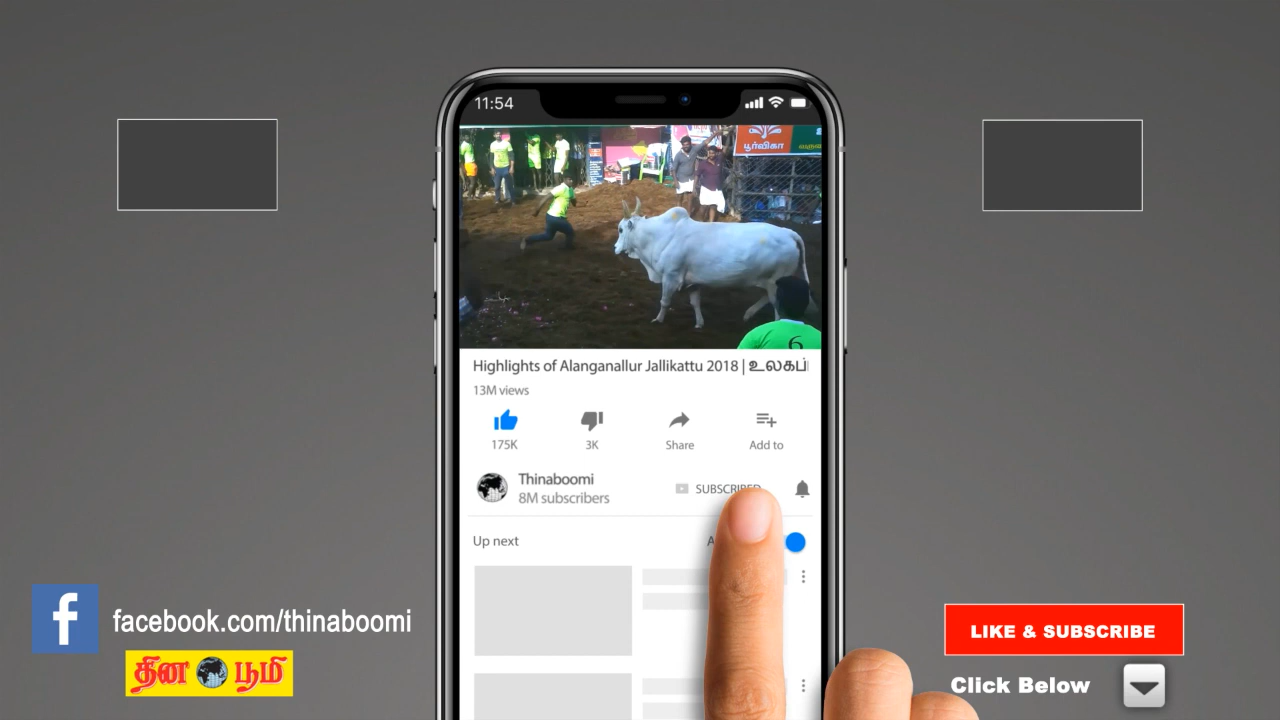 11:54
பூர்விகா
Highlights of Alanganallur Jallikattu 2018 | உலகப்
13M views
175K
3K
Share
Add to
Thinaboomi
8M subscribers
SUBSCRIBED
Up next
6
facebook.com/thinaboomi
தின பூமி
LIKE & SUBSCRIBE
Click Below